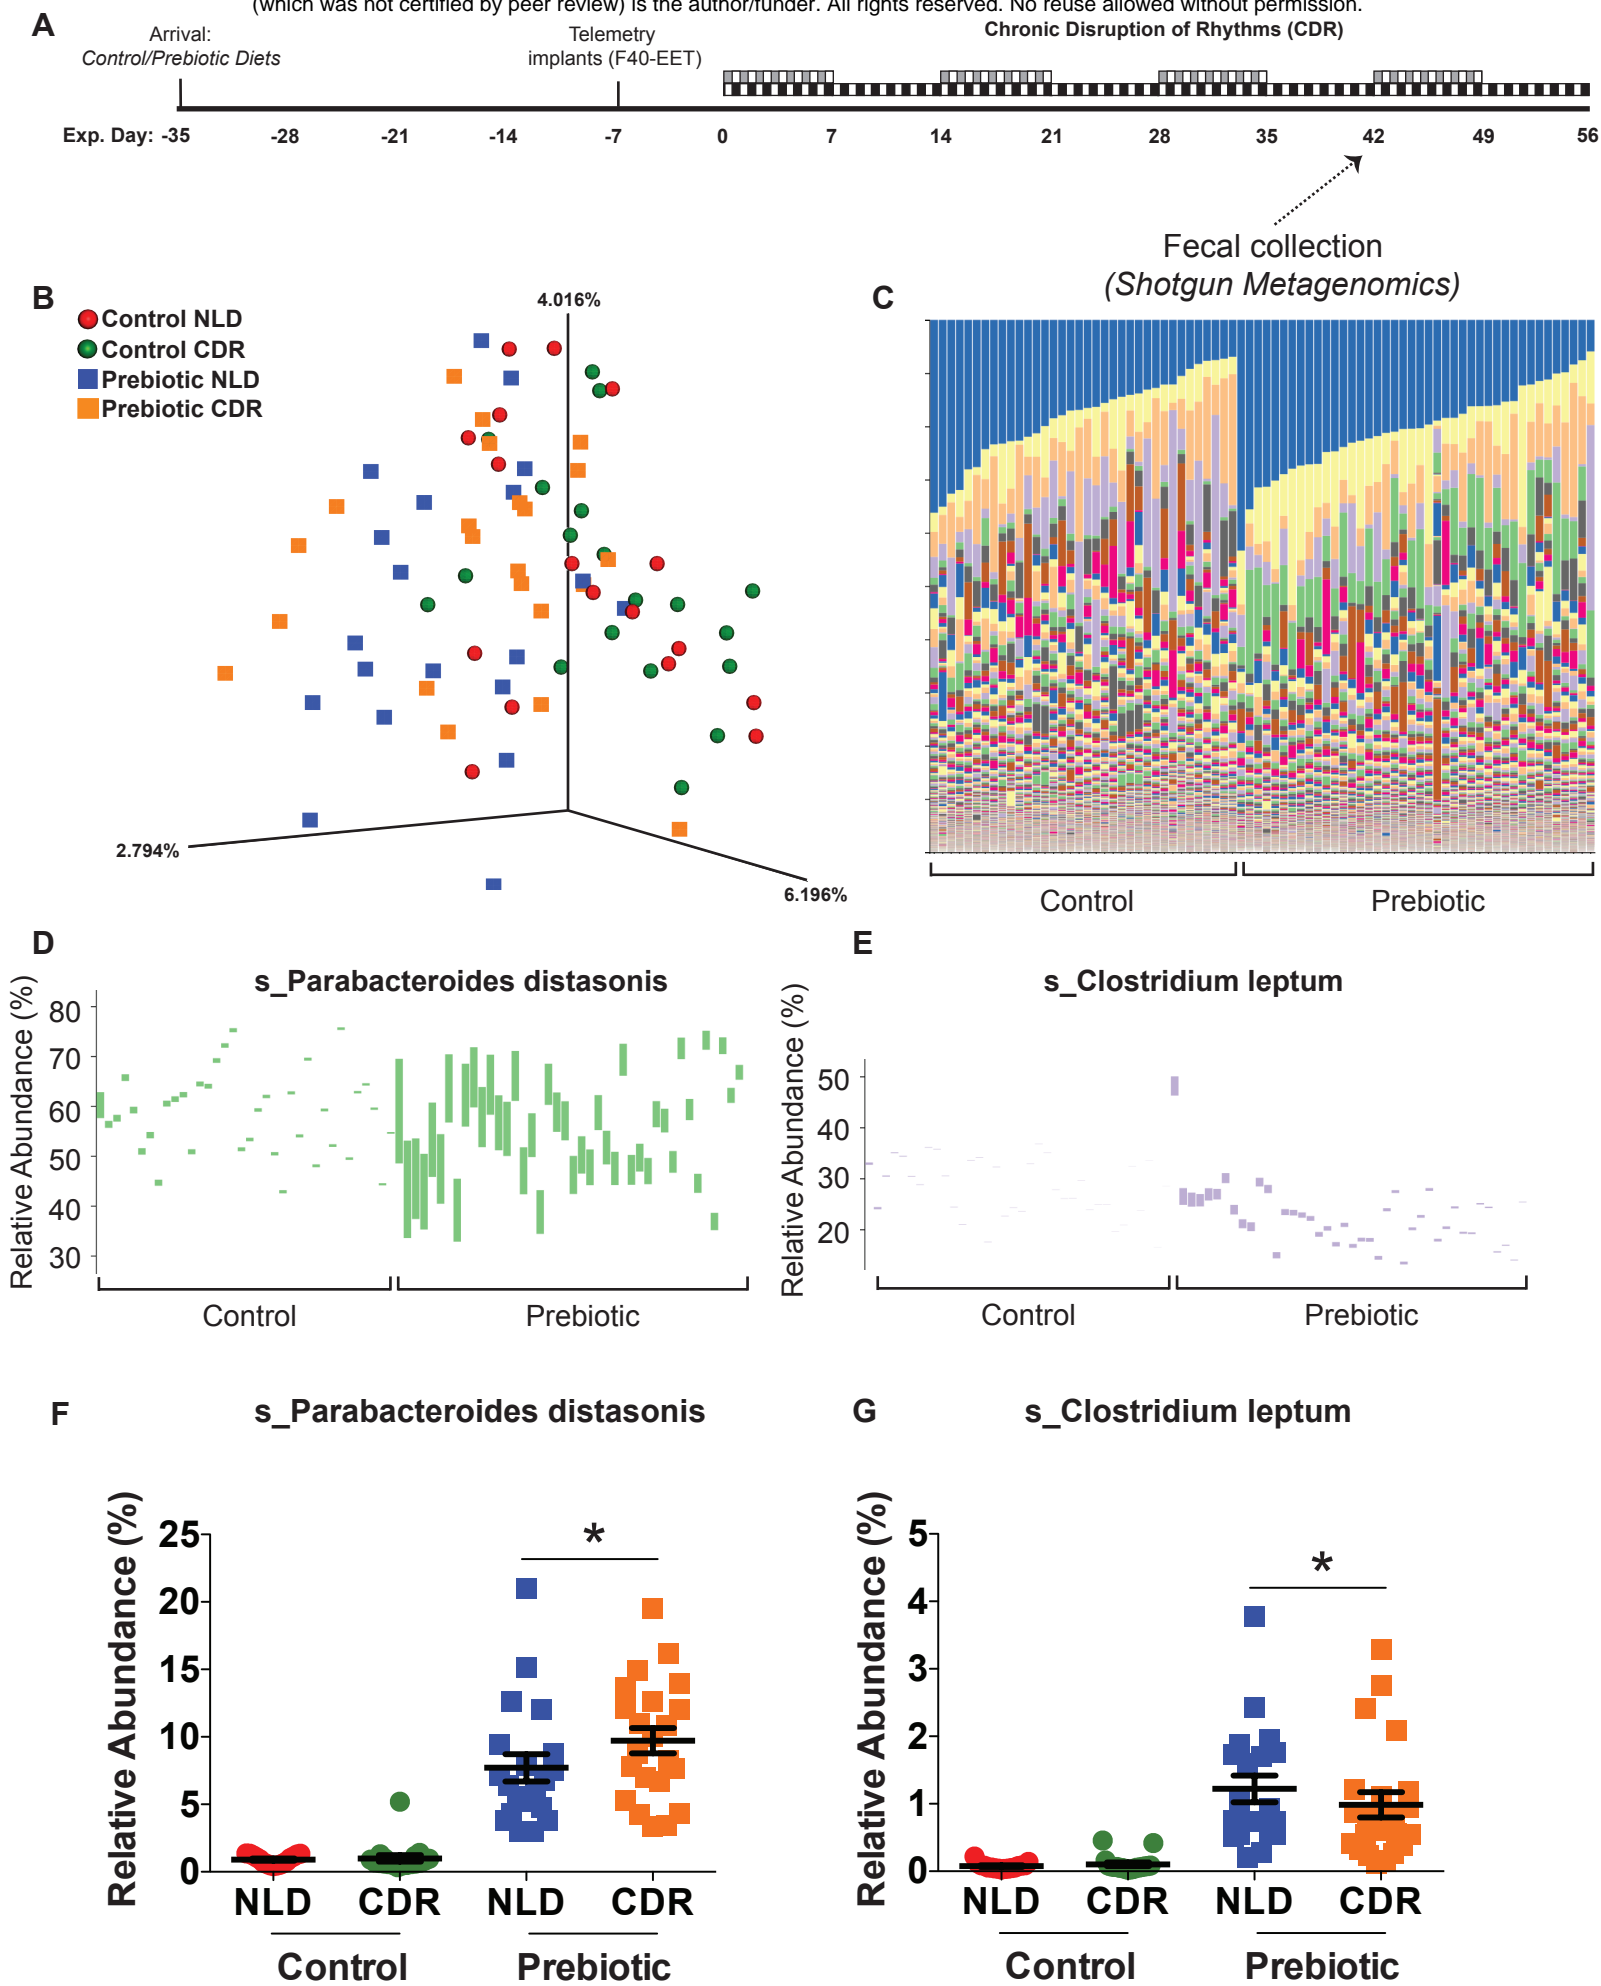 (which was not certified by peer review) is the author/funder. All rights reserved. No reuse allowed without permission.
A
Arrival:
Control/Prebiotic Diets
Telemetry
implants (F40-EET)
Chronic Disruption of Rhythms (CDR)
Exp. Day: -35 -28 -21 -14 -7 0 7 14 21 28 35 42 49 56
Fecal collection
(Shotgun Metagenomics)
B
Control NLD
Control CDR
Prebiotic NLD
Prebiotic CDR
4.016%
2.794%
6.196%
C
Control Prebiotic
D
s_Parabacteroides distasonis
Relative Abundance (%)
80
70
60
50
40
30
Control Prebiotic
E
s_Clostridium leptum
Relative Abundance (%)
50
40
30
20
Control Prebiotic
F
s_Parabacteroides distasonis
Relative Abundance (%)
25
20
15
10
5
0
*
NLD CDR NLD CDR
Control Prebiotic
G
s_Clostridium leptum
Relative Abundance (%)
5
4
3
2
1
0
*
NLD CDR NLD CDR
Control Prebiotic